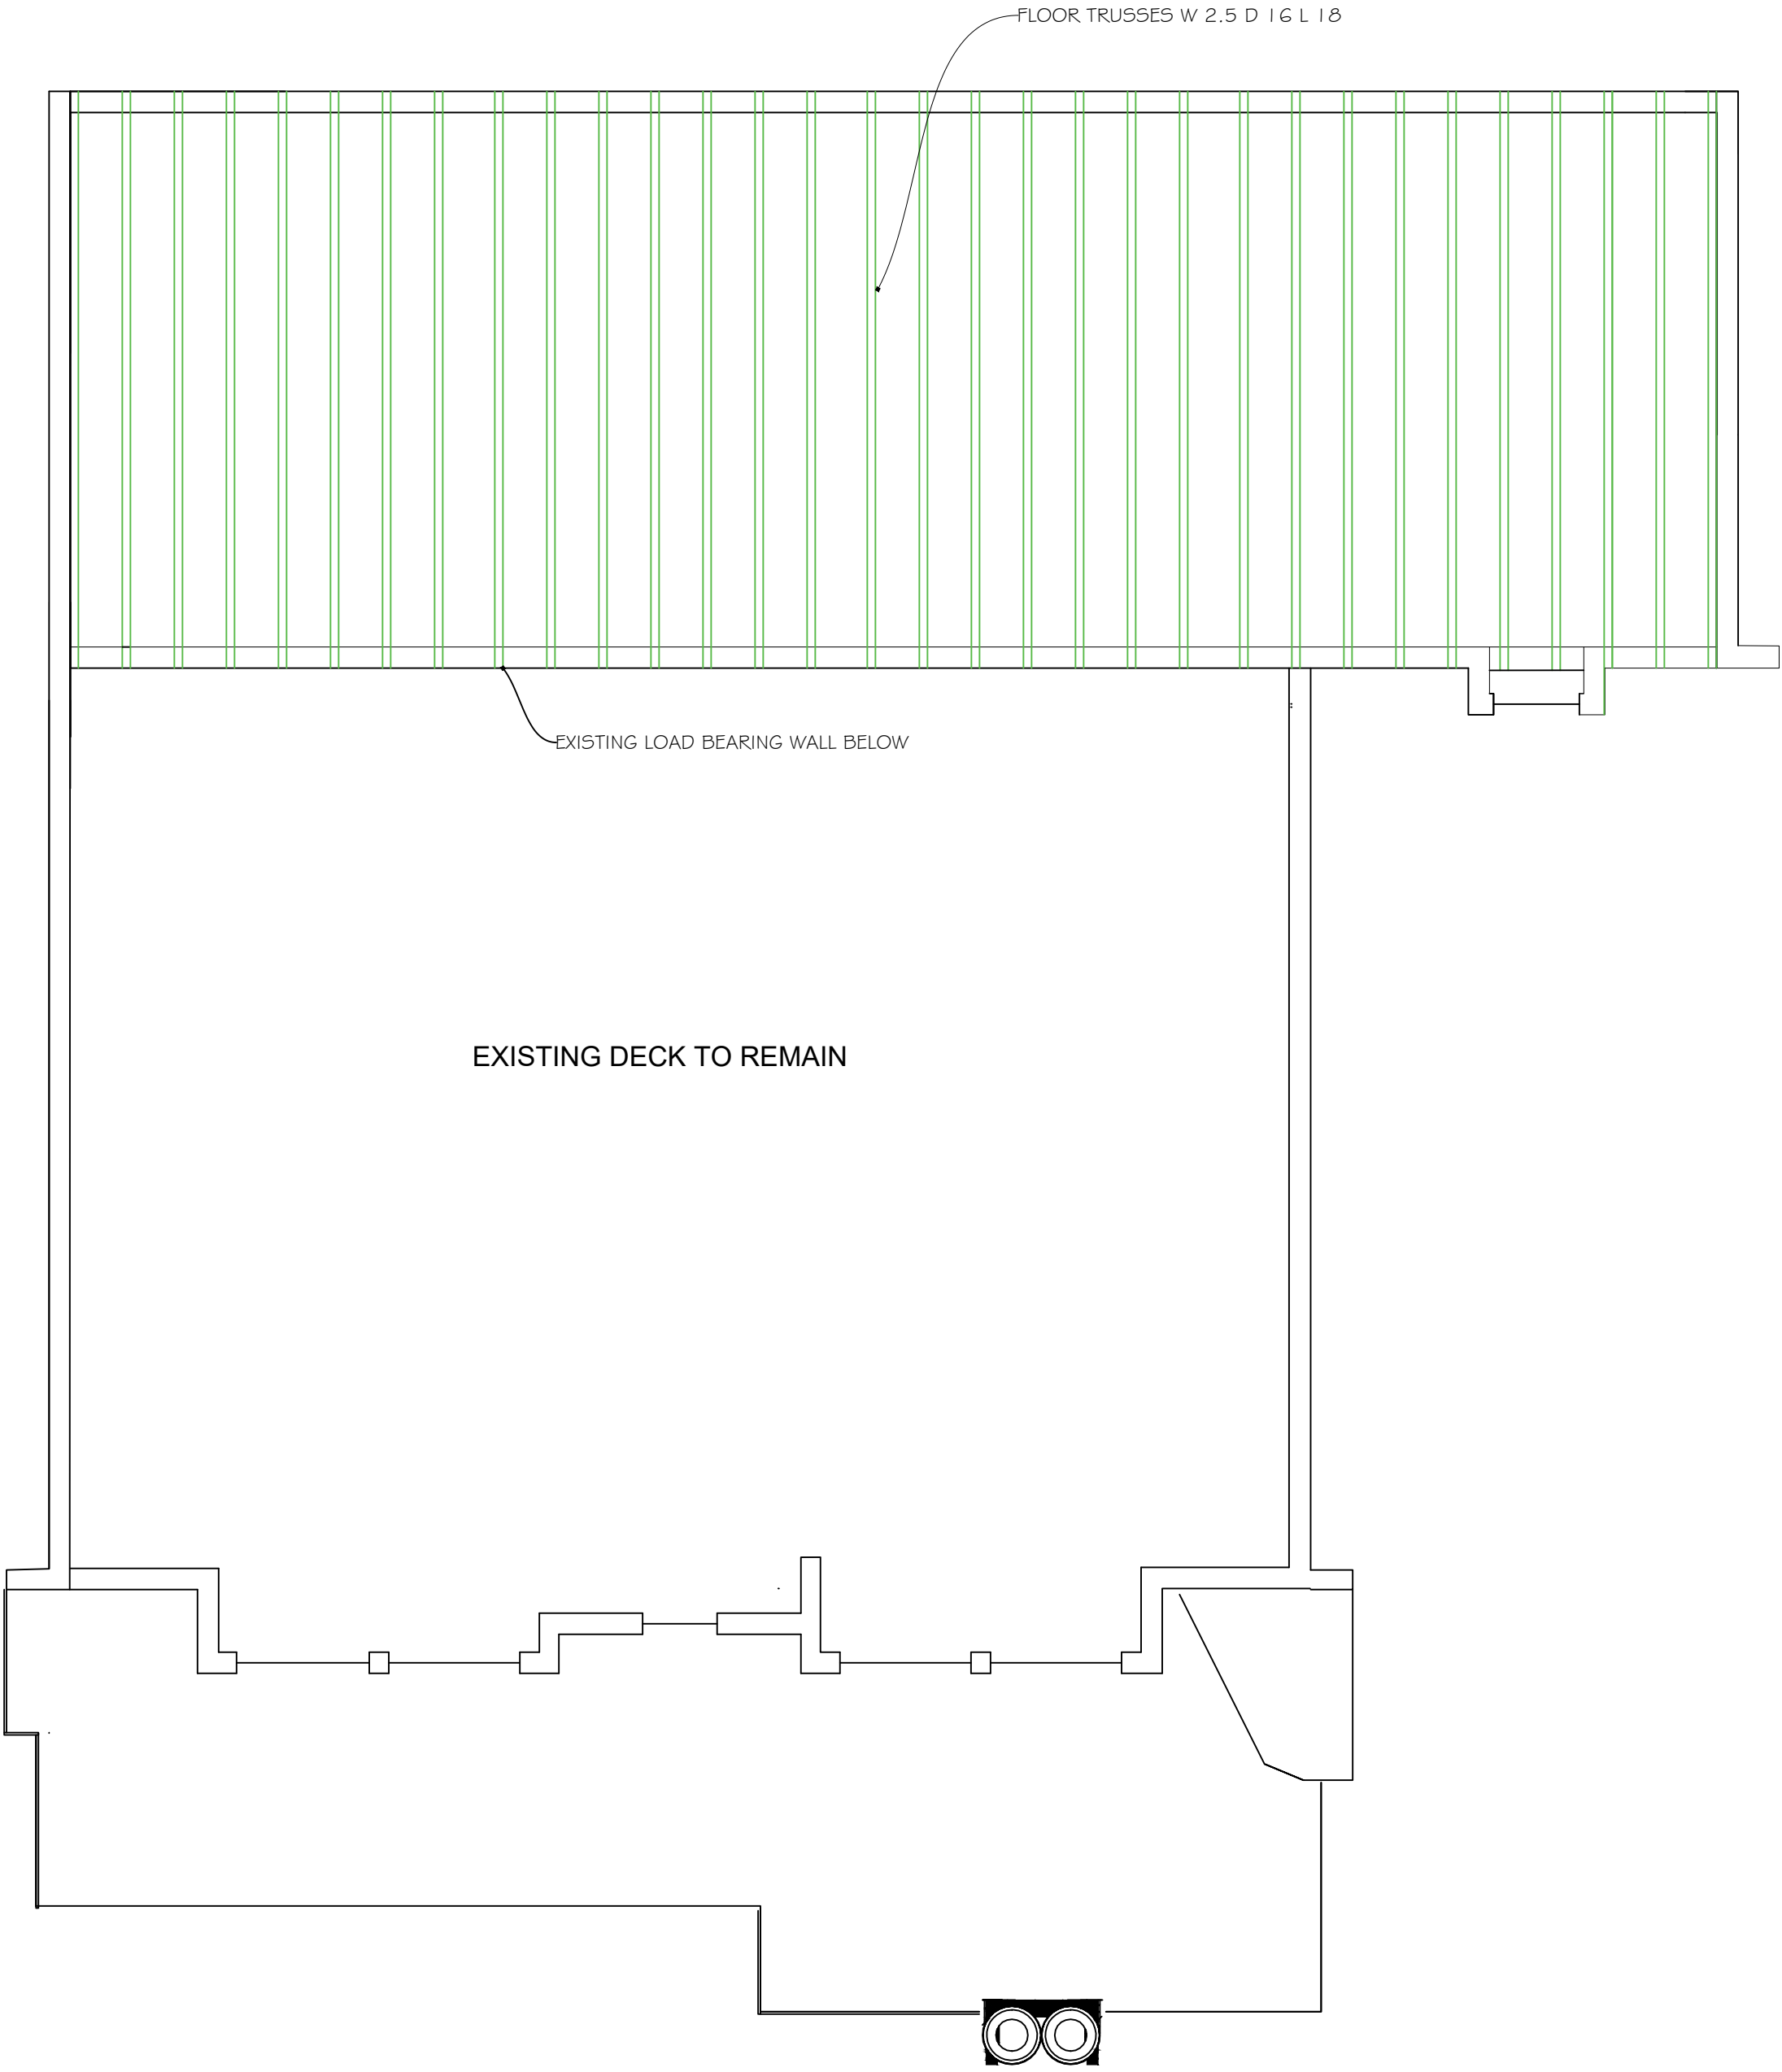 FLOOR TRUSSES W 2.5 D 16 L 18
EXISTING LOAD BEARING WALL BELOW
EXISTING DECK TO REMAIN